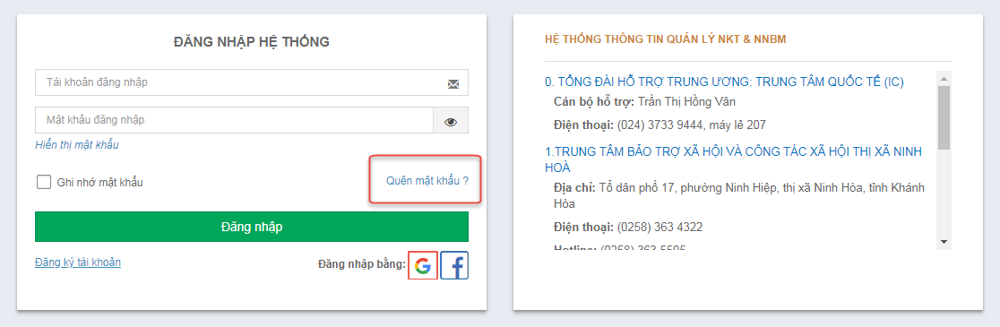 ĐĂNG NHẬP HỆ THỐNG
Tài khoản đăng nhập
Mật khẩu đăng nhập
Hiển thị mật khẩu
Ghi nhớ mật khẩu
Quên mật khẩu ?
Đăng nhập
Đăng ký tài khoản
Đăng nhập bằng:
HỆ THỐNG THÔNG TIN QUẢN LÝ NKT & NNBM
0. TỔNG ĐÀI HỖ TRỢ TRUNG ƯƠNG: TRUNG TÂM QUỐC TẾ (IC)
Cán bộ hỗ trợ: Trần Thị Hồng Vân
Điện thoại: (024) 3733 9444, máy lẻ 207
1.TRUNG TÂM BẢO TRỢ XÃ HỘI VÀ CÔNG TÁC XÃ HỘI THỊ XÃ NINH
HOÀ
Địa chỉ: Tổ dân phố 17, phường Ninh Hiệp, thị xã Ninh Hòa, tỉnh Khánh
Hòa
Điện thoại: (0258) 363 4322
Hotline: (0258) 363 5505